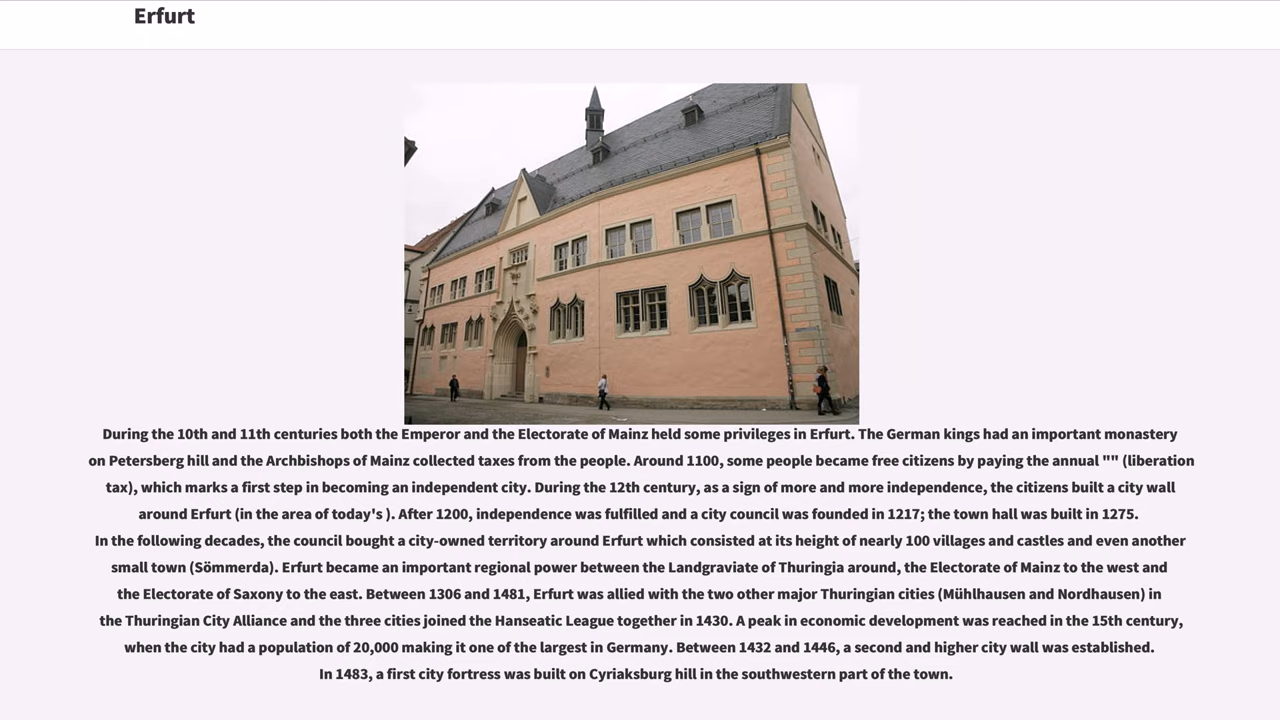 Erfurt
During the 10th and 11th centuries both the Emperor and the Electorate of Mainz held some privileges in Erfurt. The German kings had an important monastery
on Petersberg hill and the Archbishops of Mainz collected taxes from the people. Around 1100, some people became free citizens by paying the annual "" (liberation
tax), which marks a first step in becoming an independent city. During the 12th century, as a sign of more and more independence, the citizens built a city wall
around Erfurt (in the area of today's ). After 1200, independence was fulfilled and a city council was founded in 1217; the town hall was built in 1275.
In the following decades, the council bought a city-owned territory around Erfurt which consisted at its height of nearly 100 villages and castles and even another
small town (Sömmerda). Erfurt became an important regional power between the Landgraviate of Thuringia around, the Electorate of Mainz to the west and
the Electorate of Saxony to the east. Between 1306 and 1481, Erfurt was allied with the two other major Thuringian cities (Mühlhausen and Nordhausen) in
the Thuringian City Alliance and the three cities joined the Hanseatic League together in 1430. A peak in economic development was reached in the 15th century,
when the city had a population of 20,000 making it one of the largest in Germany. Between 1432 and 1446, a second and higher city wall was established.
In 1483, a first city fortress was built on Cyriaksburg hill in the southwestern part of the town.